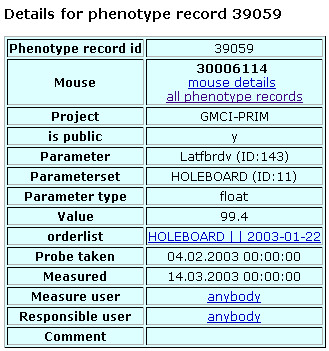 Details for phenotype record 39059
Phenotype record id 39059
Mouse 30006114
mouse details
all phenotype records
Project GMCI-PRIM
is public y
Parameter Latfbrdv (ID:143)
Parameterset HOLEBOARD (ID:11)
Parameter type float
Value 99.4
orderlist HOLEBOARD | | 2003-01-22
Probe taken 04.02.2003 00:00:00
Measured 14.03.2003 00:00:00
Measure user anybody
Responsible user anybody
Comment